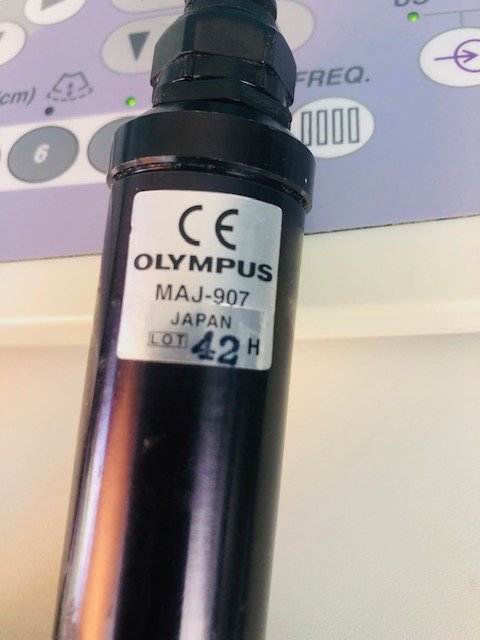 cm)
6
FREQ.
CE
OLYMPUS
MAJ-907
JAPAN
LOT 42 H